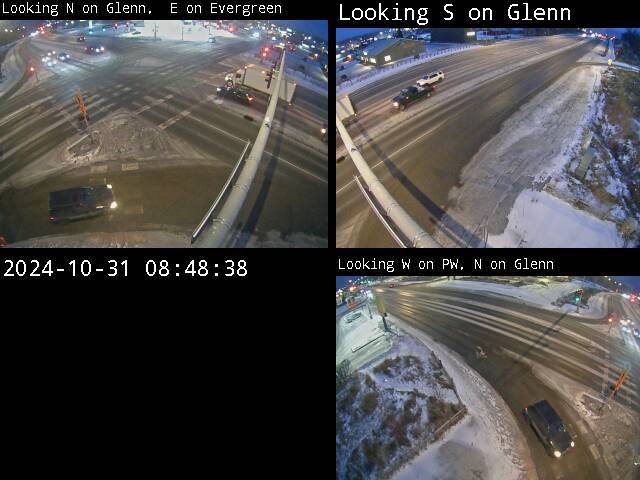 Looking N on Glenn,  E on Evergreen
Looking S on Glenn
2024-10-31 08:48:38
Looking W on PW, N on Glenn